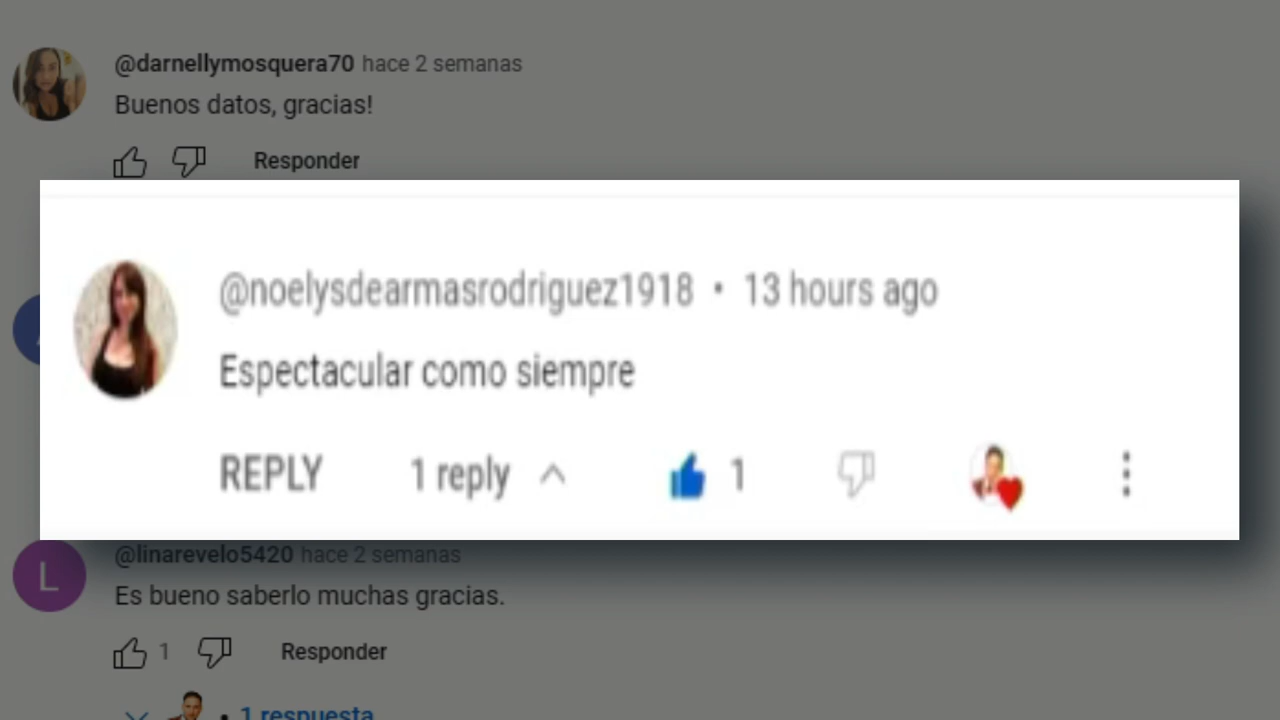 @darnellymosquera70 hace 2 semanas
Buenos datos, gracias!
Responder
@noelysdearmasrodriguez1918 • 13 hours ago
Espectacular como siempre
REPLY 1 reply 1
@linarevelo5420 hace 2 semanas
L
Es bueno saberlo muchas gracias.
1 Responder
• 1 respuesta